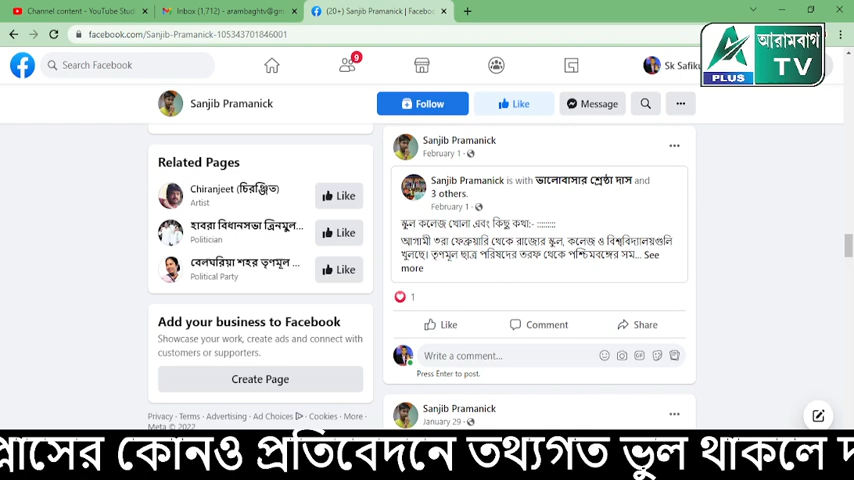 Channel content - YouTube Stud
Inbox (1,712) - arambaghtv@gm
(20+) Sanjib Pramanick | Facebo
facebook.com/Sanjib-Pramanick-105343701846001
আরামবাগ
TV
PLUS
Search Facebook
9
Sk Safiku
Sanjib Pramanick
Follow
Like
Message
Related Pages
Chiranjeet (চিরঞ্জিত)
Artist
Like
হাবরা বিধানসভা ত্রিনমুল...
Politician
Like
বেলঘরিয়া শহর তৃণমূল ...
Political Party
Like
Add your business to Facebook
Showcase your work, create ads and connect with
customers or supporters.
Create Page
Privacy · Terms · Advertising · Ad Choices · Cookies · More ·
Meta © 2022
Sanjib Pramanick
February 1 ·
Sanjib Pramanick is with ভালোবাসার শ্রেষ্ঠা দাস and
3 others.
February 1 ·
স্কুল কলেজ খোলা এবং কিছু কথা:- :::::::::
আগামী ৩রা ফেব্রুয়ারি থেকে রাজ্যের স্কুল, কলেজ ও বিশ্ববিদ্যালয়গুলি
খুলছে। তৃণমূল ছাত্র পরিষদের তরফ থেকে পশ্চিমবঙ্গের সম... See
more
1
Like
Comment
Share
Write a comment...
GIF
Press Enter to post.
Sanjib Pramanick
January 29 ·
প্লাসের কোনও প্রতিবেদনে তথ্যগত ভুল থাকলে